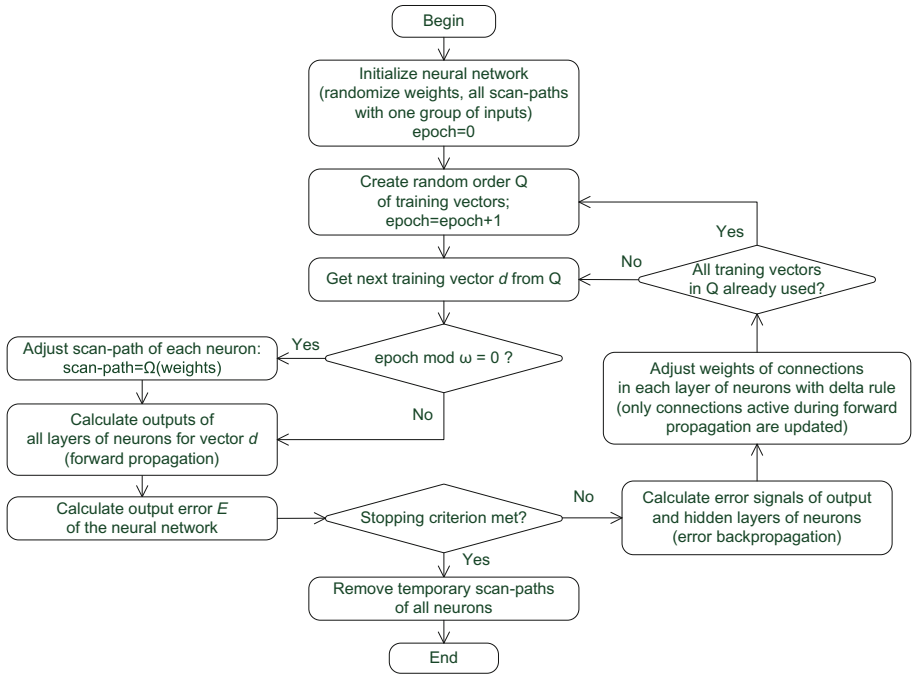 Begin
Initialize neural network
(randomize weights, all scan-paths
with one group of inputs)
epoch=0
Create random order Q
of training vectors;
epoch=epoch+1
Yes
Get next training vector d from Q
No
All traning vectors
in Q already used?
epoch mod ω = 0 ?
Yes
No
Adjust scan-path of each neuron:
scan-path=Ω(weights)
Calculate outputs of
all layers of neurons for vector d
(forward propagation)
Calculate output error E
of the neural network
Stopping criterion met?
No
Yes
Calculate error signals of output
and hidden layers of neurons
(error backpropagation)
Adjust weights of connections
in each layer of neurons with delta rule
(only connections active during forward
propagation are updated)
Remove temporary scan-paths
of all neurons
End